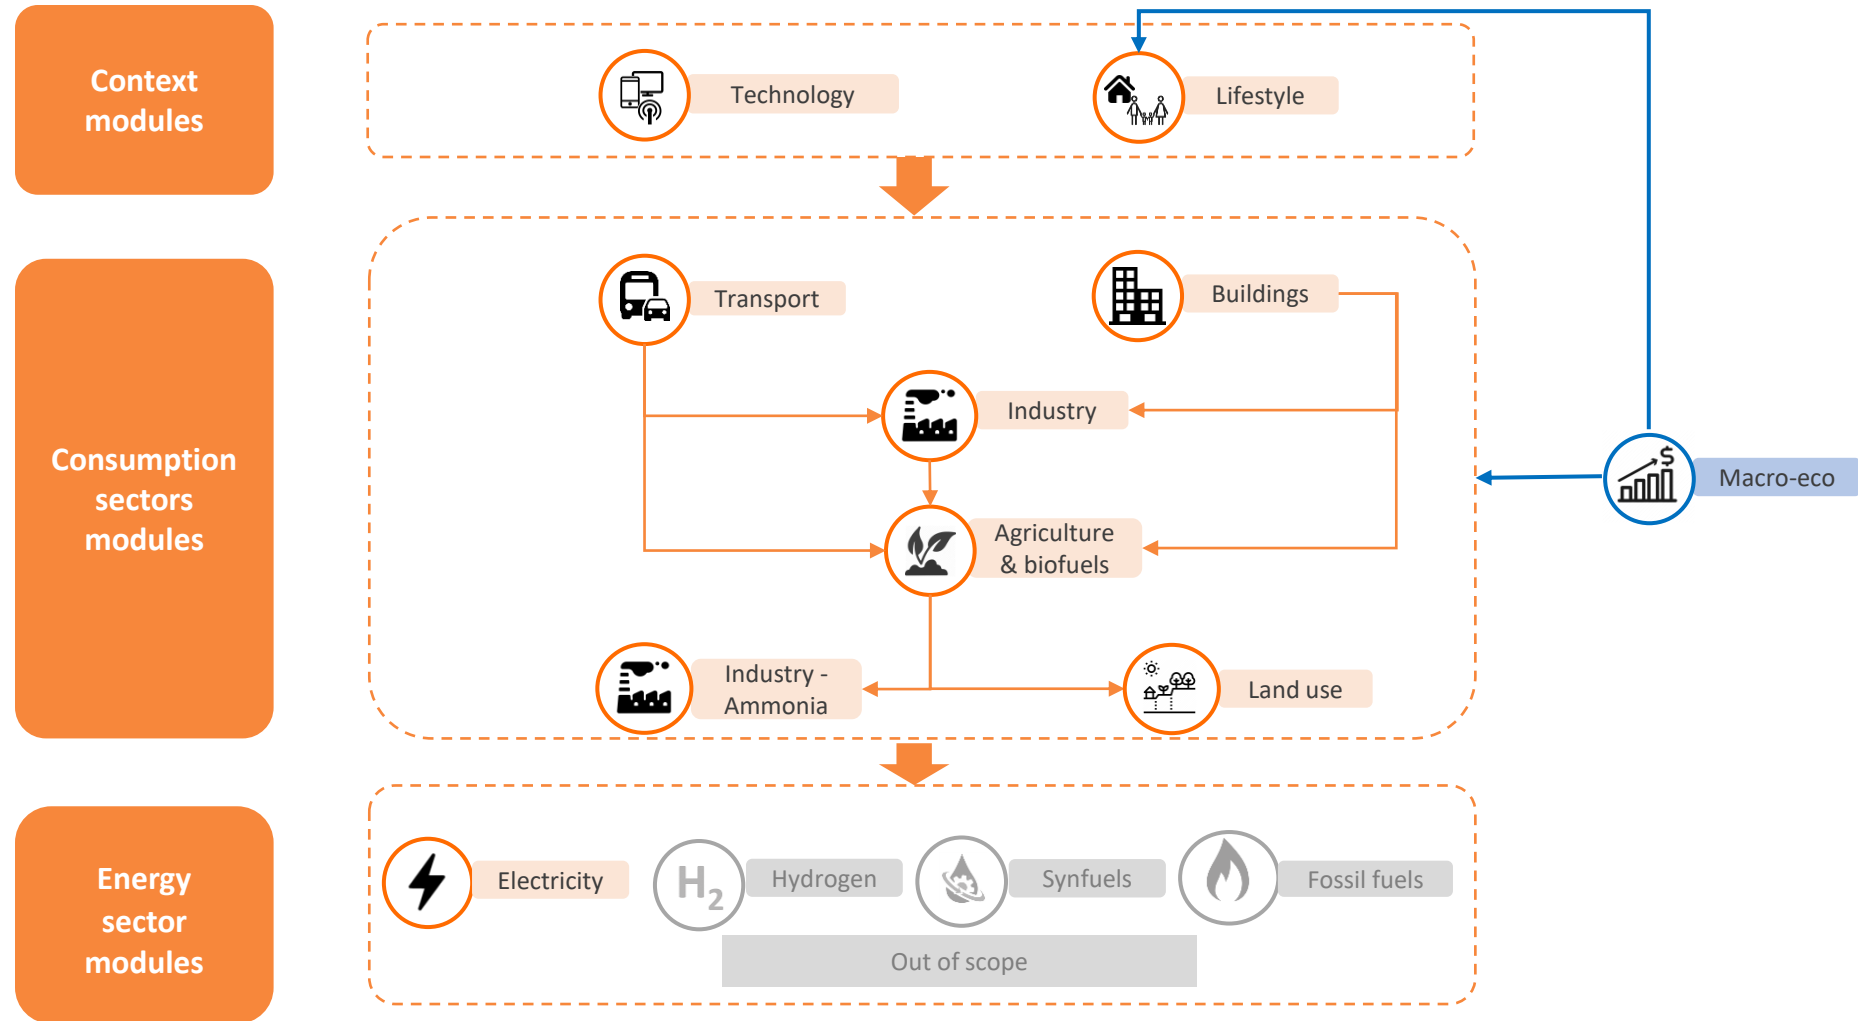 Context
modules
Technology
Lifestyle
Consumption
sectors
modules
Transport
Buildings
Industry
$
Macro-eco
Agriculture
& biofuels
Industry -
Ammonia
Land use
Energy
sector
modules
Electricity
H2
Hydrogen
Synfuels
Fossil fuels
Out of scope